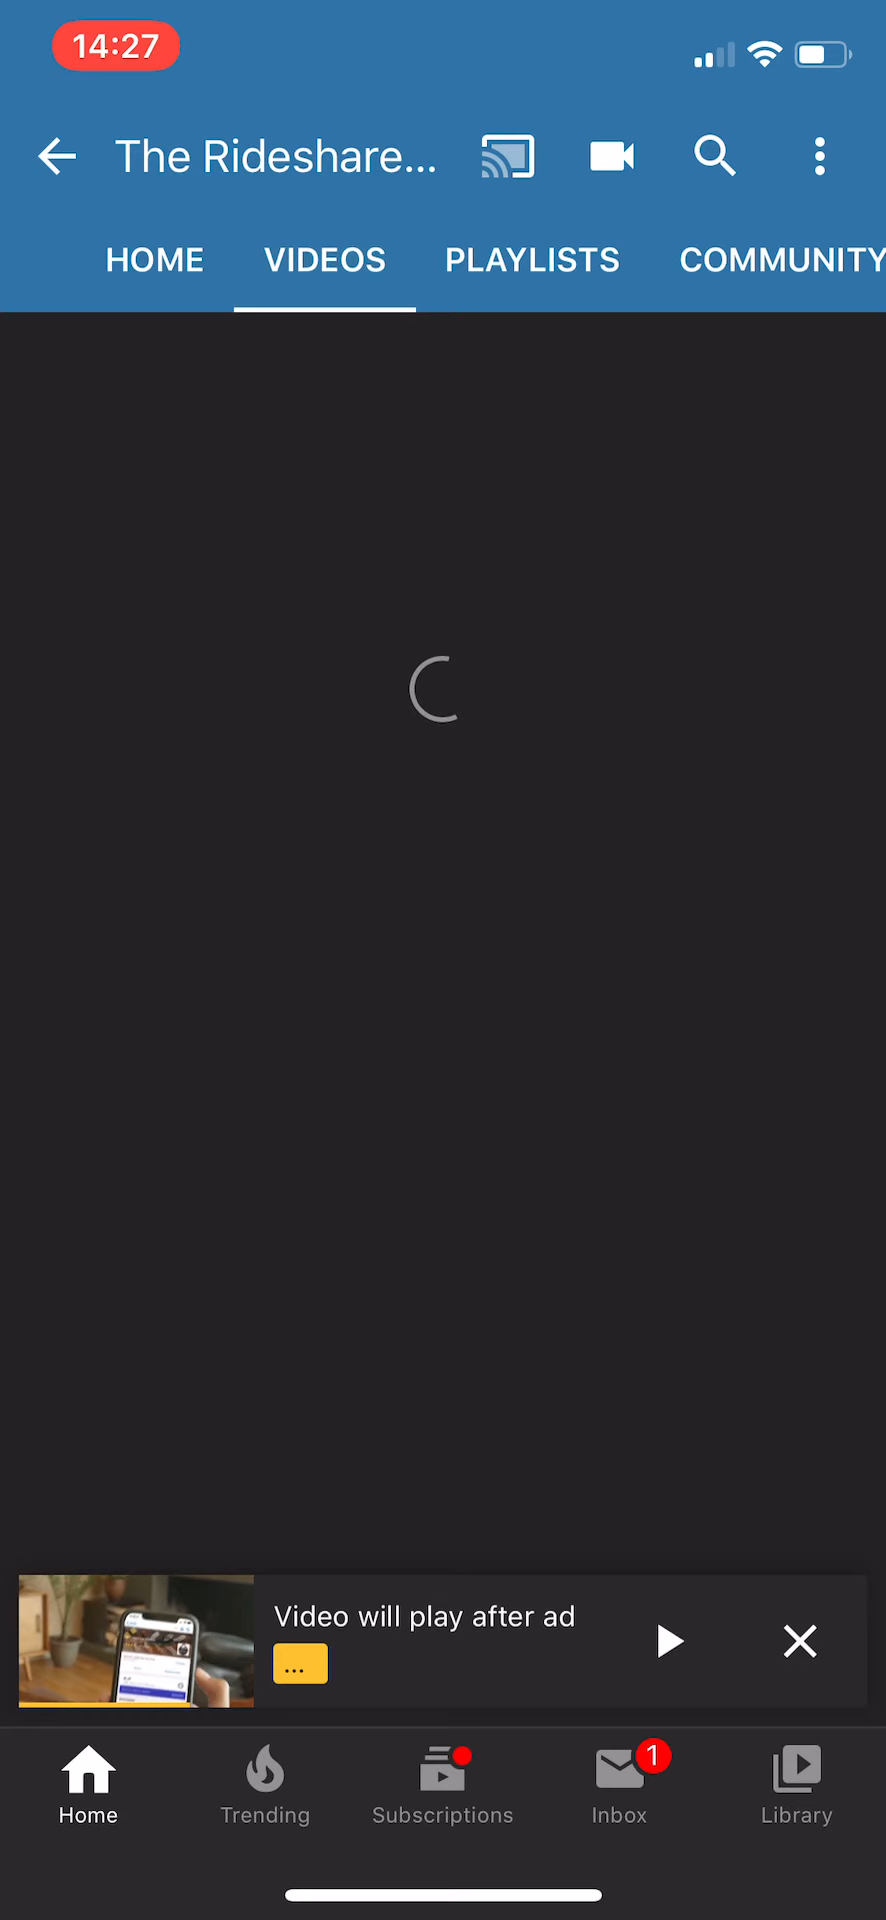 14:27
The Rideshare...
HOME VIDEOS PLAYLISTS COMMUNITY
Video will play after ad
...
1
Home Trending Subscriptions Inbox Library